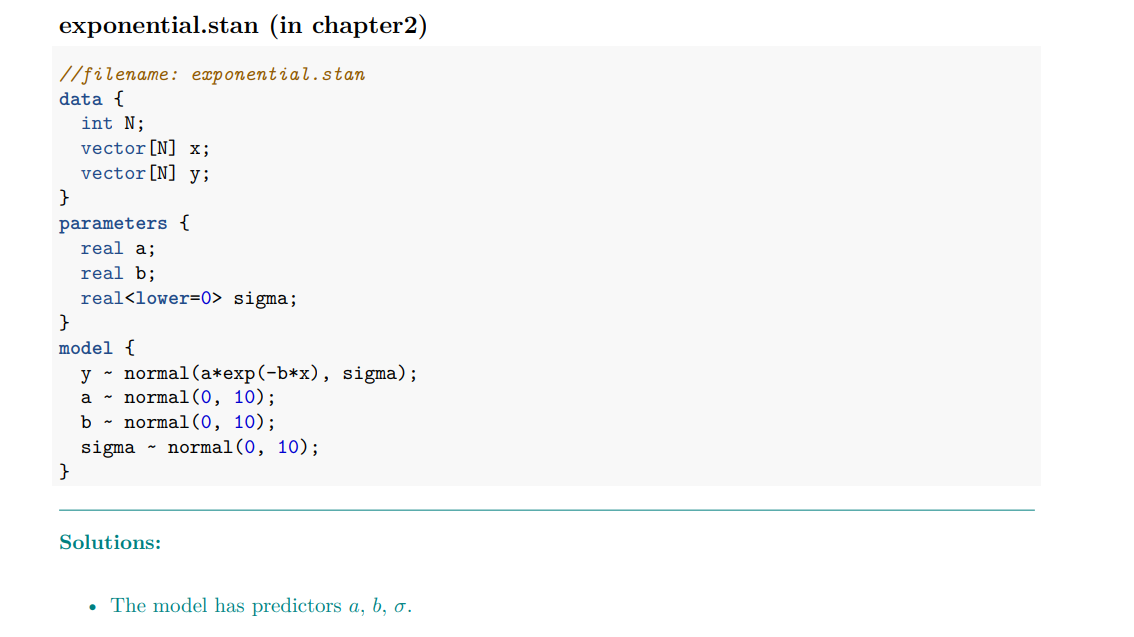 exponential.stan (in chapter2)
//filename: exponential.stan
data {
  int N;
  vector[N] x;
  vector[N] y;
}
parameters {
  real a;
  real b;
  real<lower=0> sigma;
}
model {
  y ~ normal(a*exp(-b*x), sigma);
  a ~ normal(0, 10);
  b ~ normal(0, 10);
  sigma ~ normal(0, 10);
}
Solutions:
• The model has predictors a, b, σ.